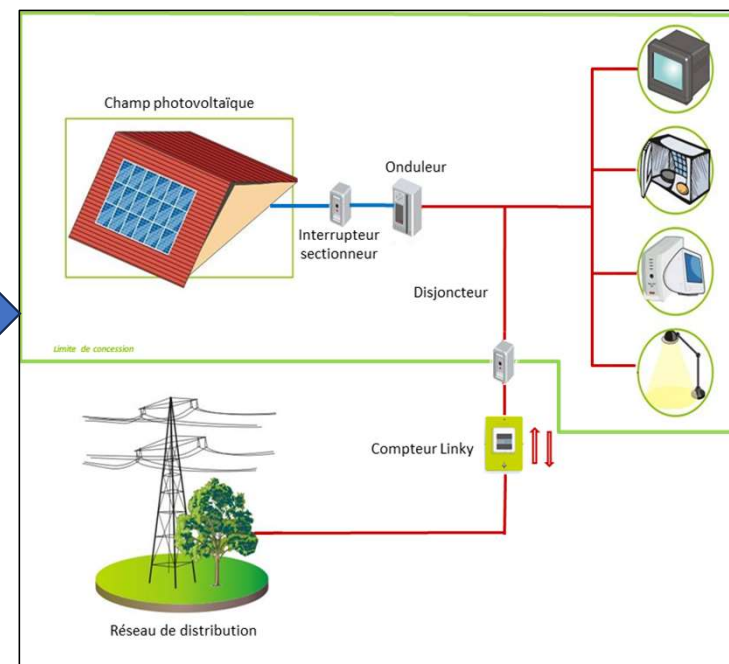 Champ photovoltaïque
Onduleur
Interrupteur
sectionneur
Disjoncteur
Limite de concession
Compteur Linky
Réseau de distribution